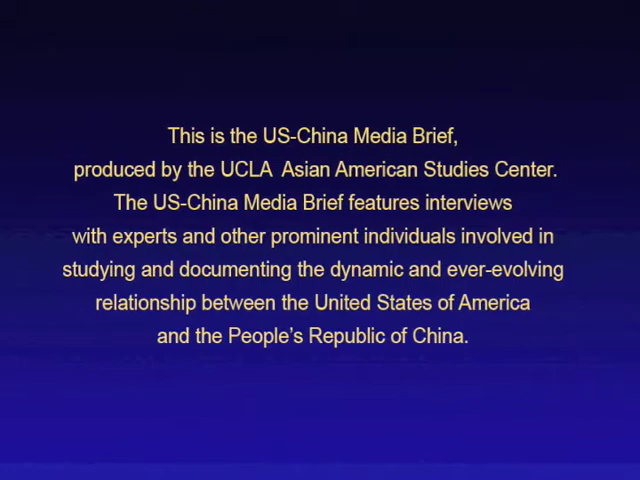 This is the US-China Media Brief,
produced by the UCLA Asian American Studies Center.
The US-China Media Brief features interviews
with experts and other prominent individuals involved in
studying and documenting the dynamic and ever-evolving
relationship between the United States of America
and the People’s Republic of China.